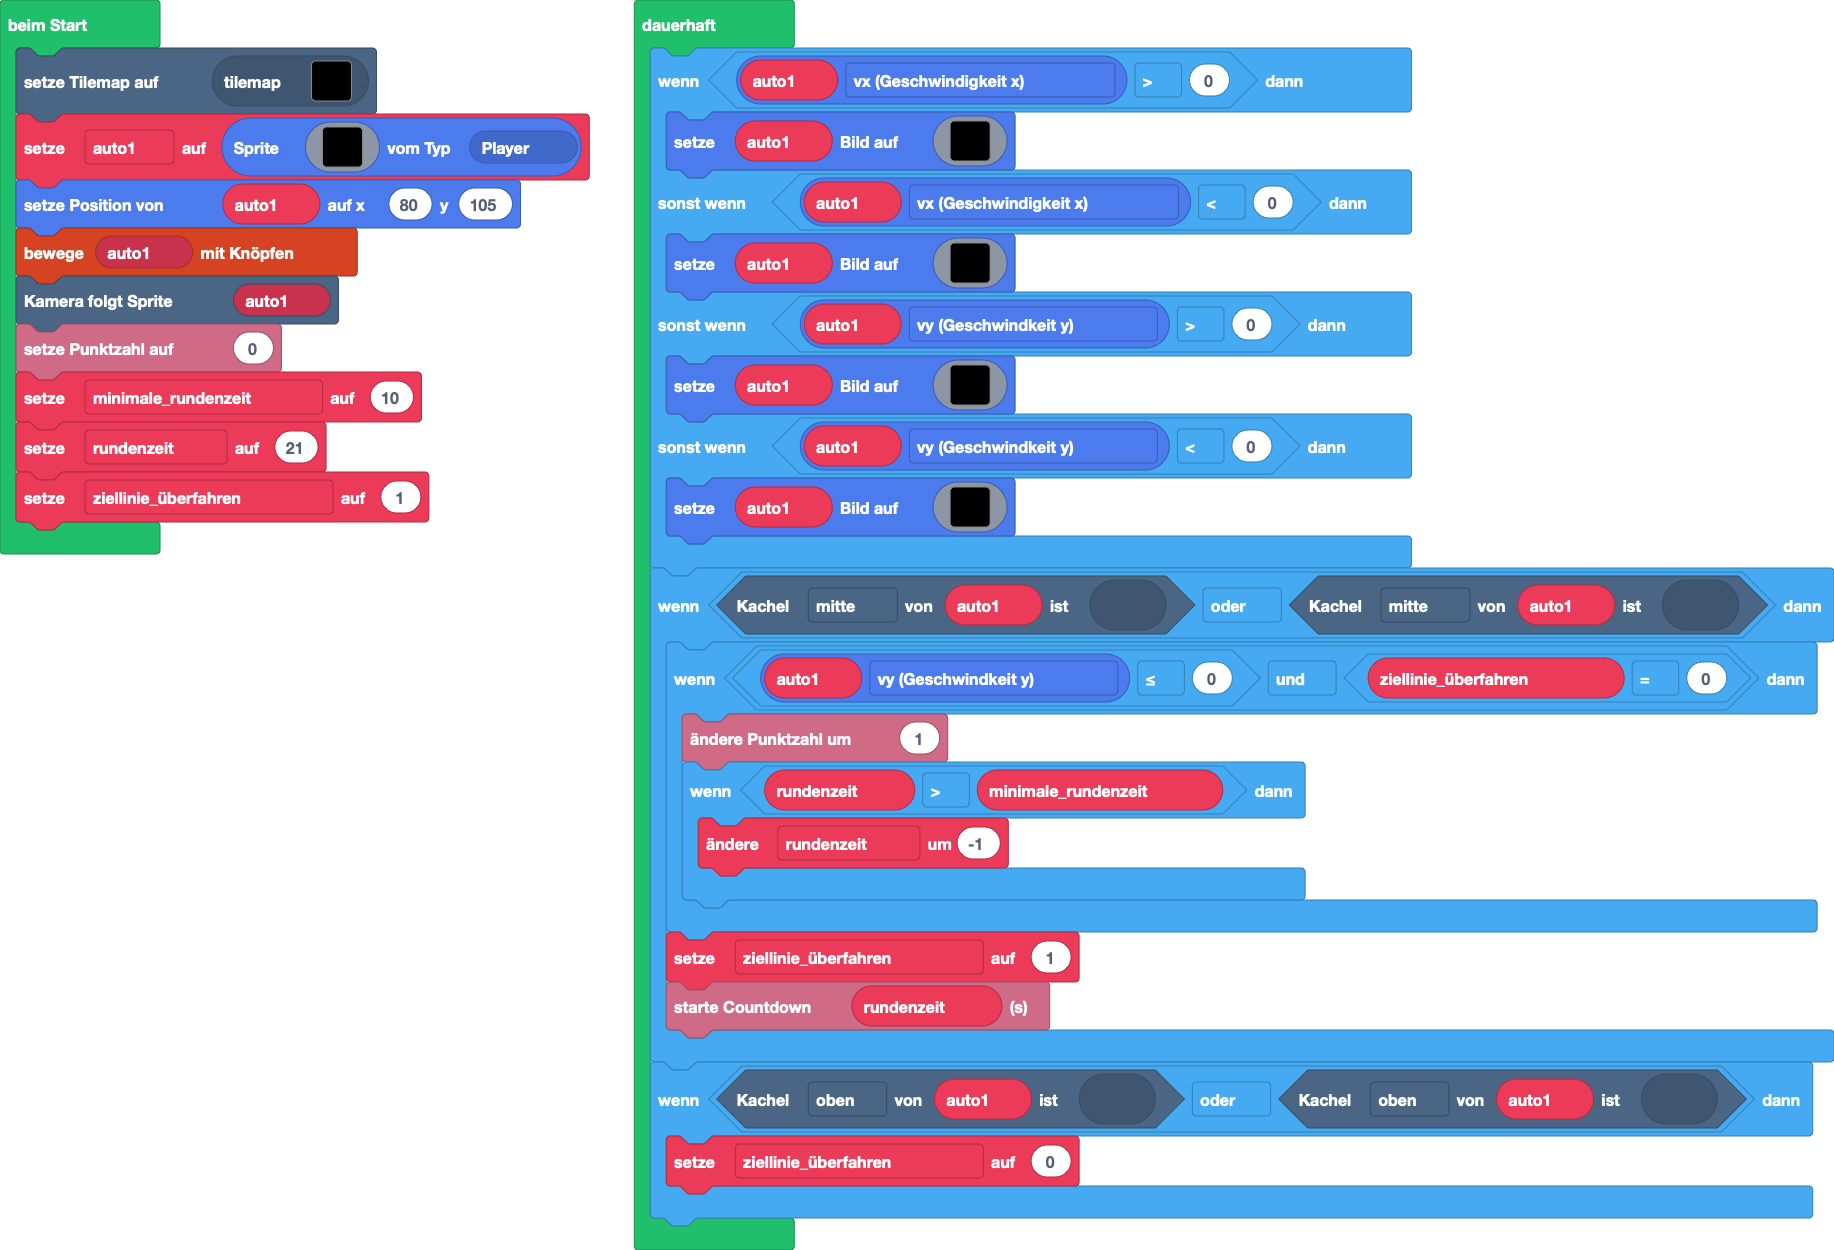 beim Start
setze Tilemap auf tilemap
setze auto1 auf Sprite vom Typ Player
setze Position von auto1 auf x 80 y 105
bewege auto1 mit Knöpfen
Kamera folgt Sprite auto1
setze Punktzahl auf 0
setze minimale_rundenzeit auf 10
setze rundenzeit auf 21
setze ziellinie_überfahren auf 1
dauerhaft
wenn auto1 vx (Geschwindigkeit x) > 0 dann
setze auto1 Bild auf
sonst wenn auto1 vx (Geschwindigkeit x) < 0 dann
setze auto1 Bild auf
sonst wenn auto1 vy (Geschwindkeit y) > 0 dann
setze auto1 Bild auf
sonst wenn auto1 vy (Geschwindkeit y) < 0 dann
setze auto1 Bild auf
wenn Kachel mitte von auto1 ist oder Kachel mitte von auto1 ist dann
wenn auto1 vy (Geschwindkeit y) ≤ 0 und ziellinie_überfahren = 0 dann
ändere Punktzahl um 1
wenn rundenzeit > minimale_rundenzeit dann
ändere rundenzeit um -1
setze ziellinie_überfahren auf 1
starte Countdown rundenzeit (s)
wenn Kachel oben von auto1 ist oder Kachel oben von auto1 ist dann
setze ziellinie_überfahren auf 0